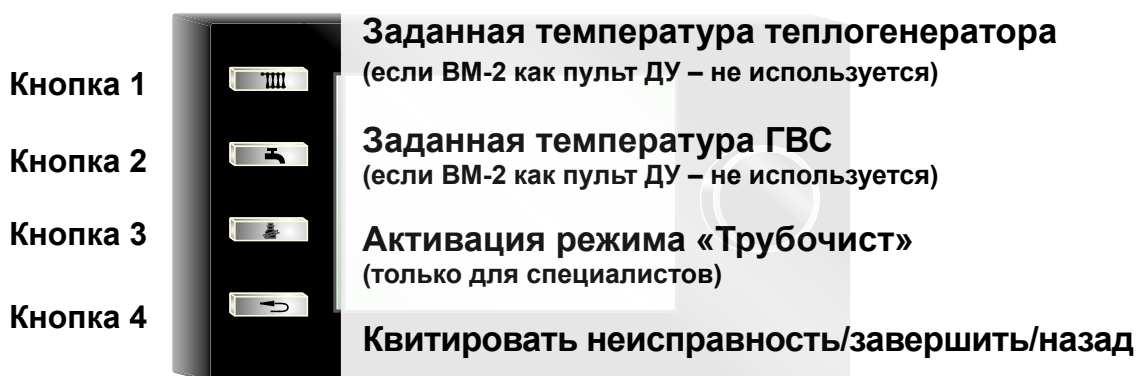 Заданная температура теплогенератора
Кнопка 1
(если BM-2 как пульт ДУ – не используется)
Заданная температура ГВС
Кнопка 2
(если BM-2 как пульт ДУ – не используется)
Кнопка 3
Активация режима «Трубочист»
(только для специалистов)
Кнопка 4
Квитировать неисправность/завершить/назад